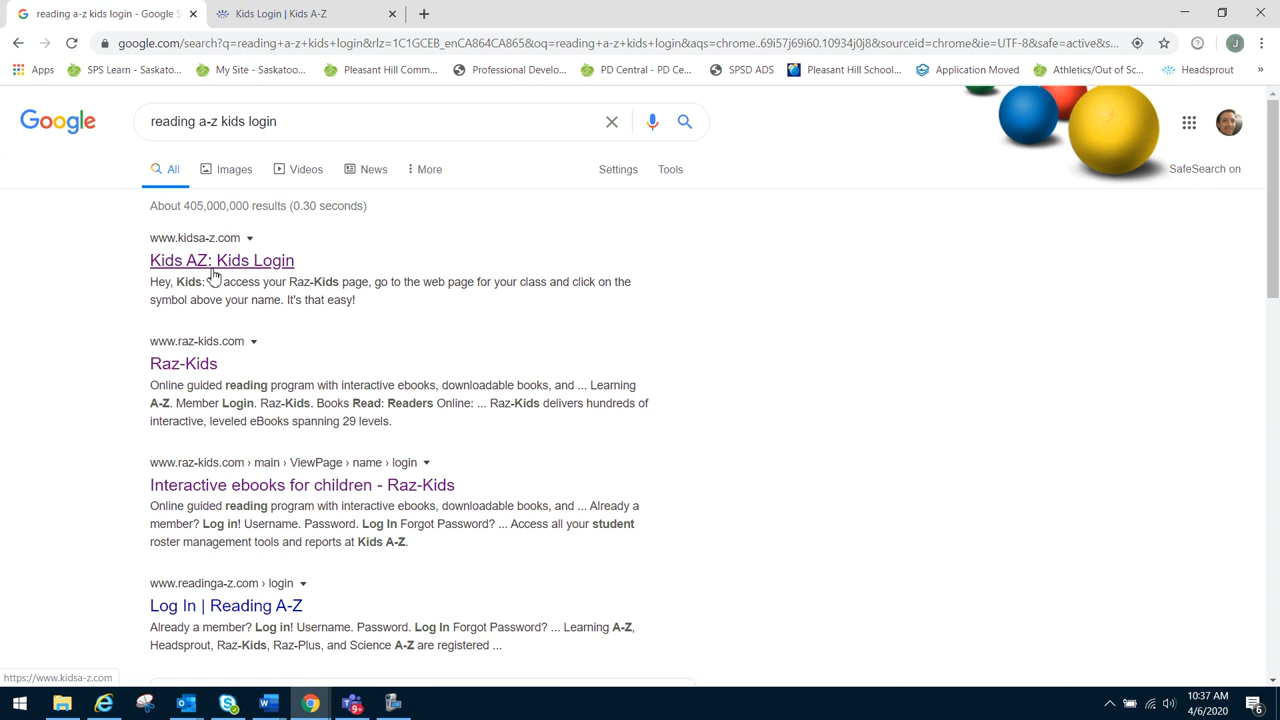 reading a-z kids login - Google S
Kids Login | Kids A-Z
google.com/search?q=reading+a-z+kids+login&rlz=1C1GCEB_enCA864CA865&oq=reading+a-z+kids+login&aqs=chrome..69i57j69i60.10934j0j8&sourceid=chrome&ie=UTF-8&safe=active&s...
J
Apps
SPS Learn - Saskato...
My Site - Saskatoo...
Pleasant Hill Comm...
Professional Develo...
PD Central - PD Ce...
SPSD ADS
Pleasant Hill School...
Application Moved
Athletics/Out of Sc...
Headsprout
»
Google
reading a-z kids login
All
Images
Videos
News
More
Settings
Tools
SafeSearch on
About 405,000,000 results (0.30 seconds)
www.kidsa-z.com
Kids AZ: Kids Login
Hey, Kids: access your Raz-Kids page, go to the web page for your class and click on the
symbol above your name. It's that easy!
www.raz-kids.com
Raz-Kids
Online guided reading program with interactive ebooks, downloadable books, and ... Learning
A-Z. Member Login. Raz-Kids. Books Read: Readers Online: ... Raz-Kids delivers hundreds of
interactive, leveled eBooks spanning 29 levels.
www.raz-kids.com › main › ViewPage › name › login
Interactive ebooks for children - Raz-Kids
Online guided reading program with interactive ebooks, downloadable books, and ... Already a
member? Log in! Username. Password. Log In Forgot Password? ... Access all your student
roster management tools and reports at Kids A-Z.
www.readinga-z.com › login
Log In | Reading A-Z
Already a member? Log in! Username. Password. Log In Forgot Password? ... Learning A-Z,
Headsprout, Raz-Kids, Raz-Plus, and Science A-Z are registered ...
https://www.kidsa-z.com
9+
10:37 AM
4/6/2020
6